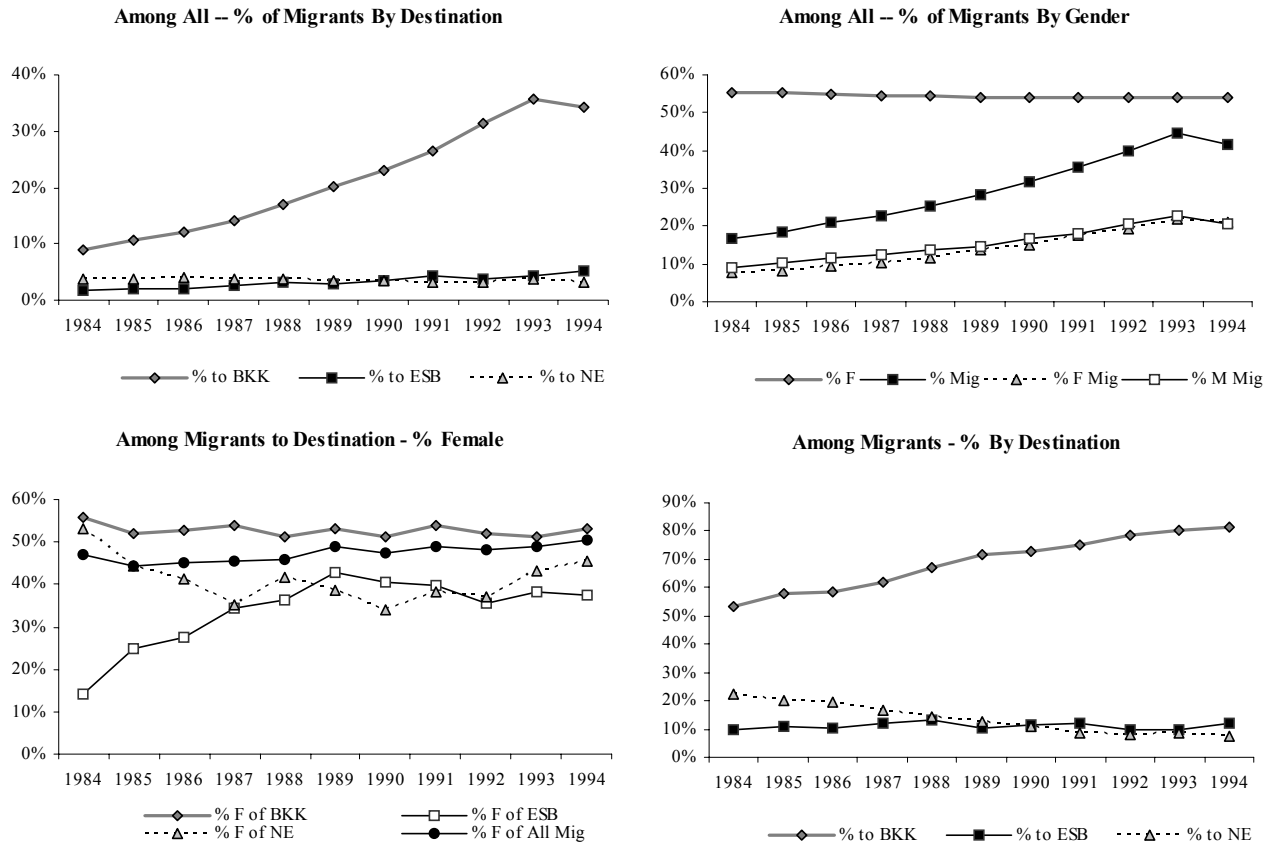 Among All -- % of Migrants By Destination
40%
30%
20%
10%
0%
1984 1985 1986 1987 1988 1989 1990 1991 1992 1993 1994
% to BKK % to ESB % to NE
Among All -- % of Migrants By Gender
60%
50%
40%
30%
20%
10%
0%
1984 1985 1986 1987 1988 1989 1990 1991 1992 1993 1994
% F % Mig % F Mig % M Mig
Among Migrants to Destination - % Female
60%
50%
40%
30%
20%
10%
0%
1984 1985 1986 1987 1988 1989 1990 1991 1992 1993 1994
% F of BKK % F of ESB
% F of NE % F of All Mig
Among Migrants - % By Destination
90%
80%
70%
60%
50%
40%
30%
20%
10%
0%
1984 1985 1986 1987 1988 1989 1990 1991 1992 1993 1994
% to BKK % to ESB % to NE